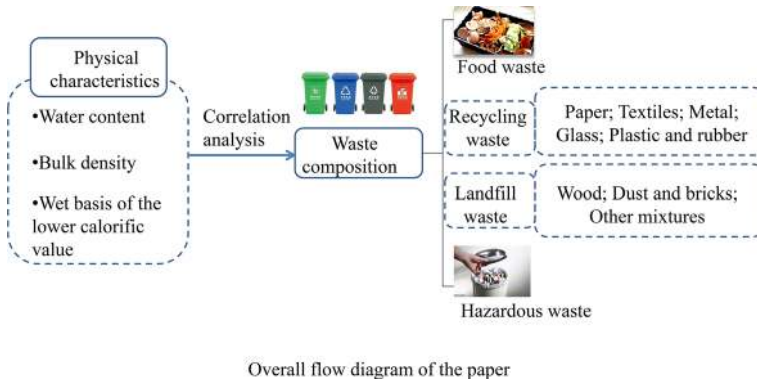 Physical
characteristics
•Water content
•Bulk density
•Wet basis of the
lower calorific
value
Correlation
analysis
Waste
composition
Food waste
Recycling
waste
Paper; Textiles; Metal;
Glass; Plastic and rubber
Landfill
waste
Wood; Dust and bricks;
Other mixtures
Hazardous waste
Overall flow diagram of the paper